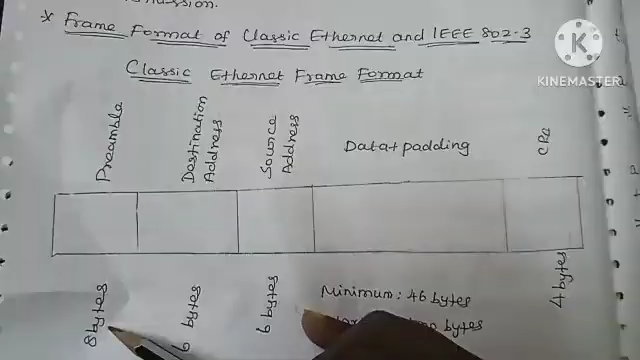 * Frame Format of Classic Ethernet and IEEE 802.3
KINEMASTER
Classic Ethernet Frame Format
Preamble
Destination Address
Source Address
Data+padding
CRC
8 bytes
6 bytes
6 bytes
Minimum: 46 bytes
bytes
4 bytes